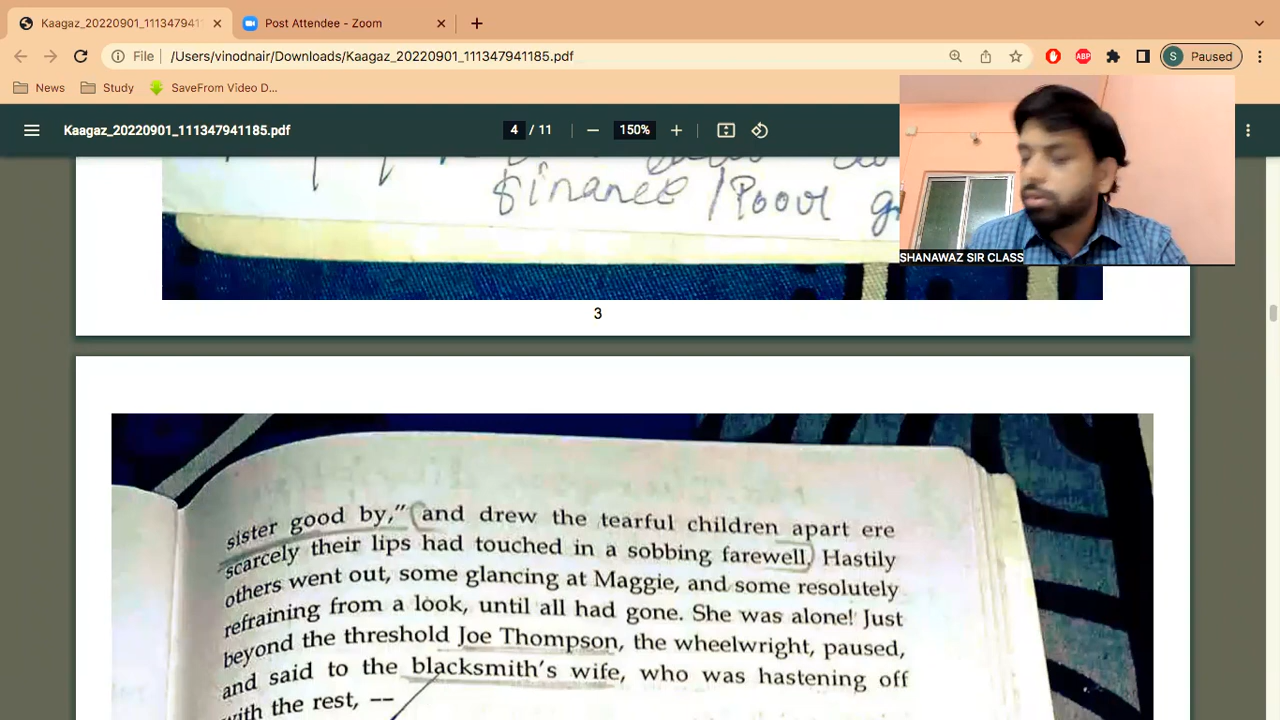 Kaagaz_20220901_1113479411
Post Attendee - Zoom
File
/Users/vinodnair/Downloads/Kaagaz_20220901_111347941185.pdf
ABP
S
Paused
News
Study
SaveFrom Video D...
Kaagaz_20220901_111347941185.pdf
4 / 11
150%
SHANAWAZ SIR CLASS
finance / Poor
3
sister good by,” and drew the tearful children apart ere
scarcely their lips had touched in a sobbing farewell. Hastily
others went out, some glancing at Maggie, and some resolutely
refraining from a look, until all had gone. She was alone! Just
beyond the threshold Joe Thompson, the wheelwright, paused,
and said to the blacksmith's wife, who was hastening off
with the rest, --